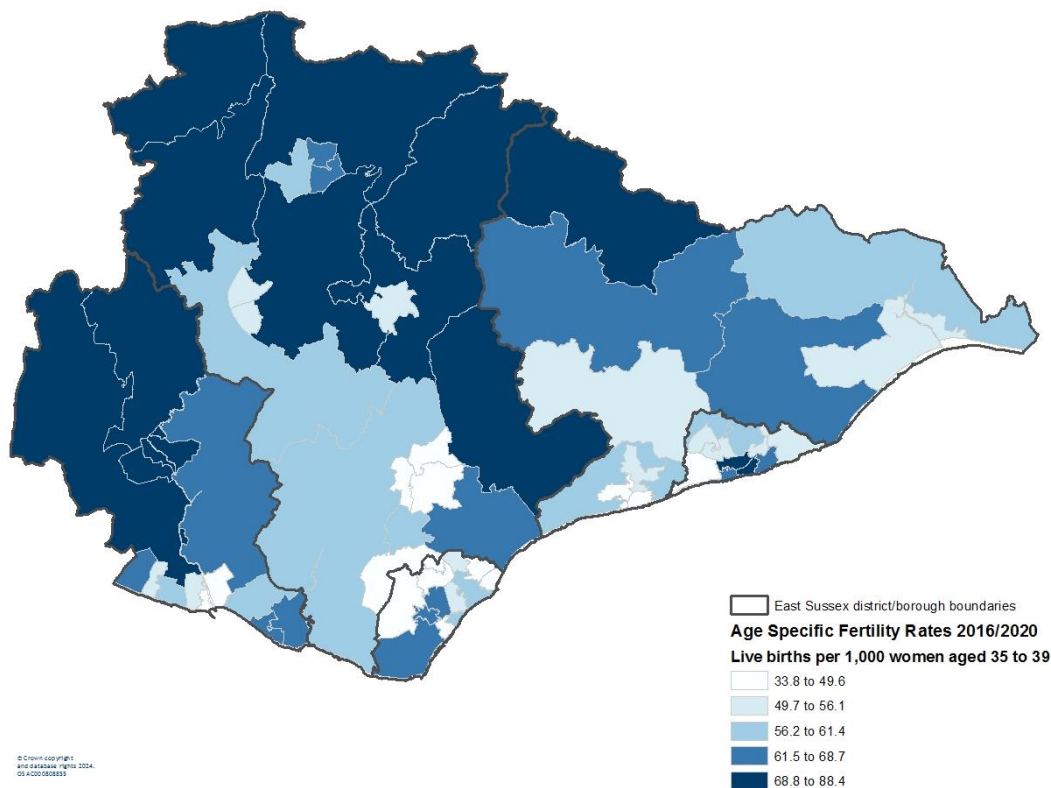 East Sussex district/borough boundaries
Age Specific Fertility Rates 2016/2020
Live births per 1,000 women aged 35 to 39
33.8 to 49.6
49.7 to 56.1
56.2 to 61.4
61.5 to 68.7
68.8 to 88.4
© Crown copyright
and database rights 2024.
OS AC0000808855